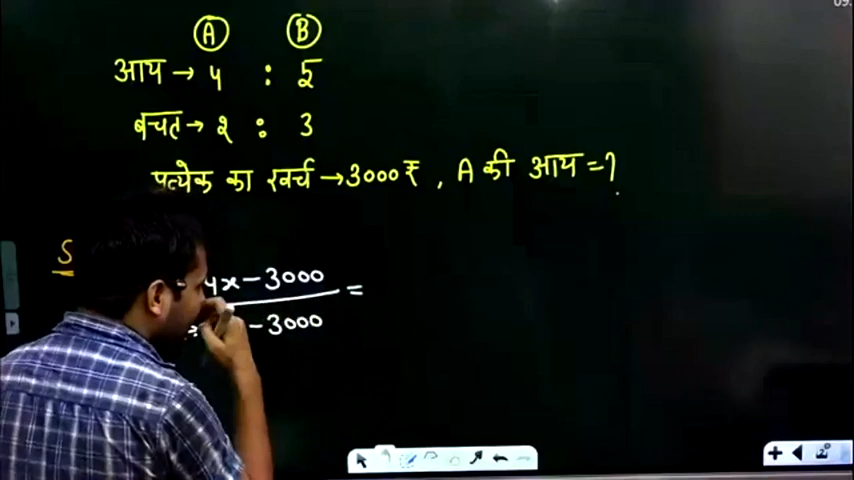 A B
आय → 4 : 5
बचत → 2 : 3
प्रत्येक का खर्च → 3000 ₹, A की आय = ?
S
4x - 3000 =
- 3000